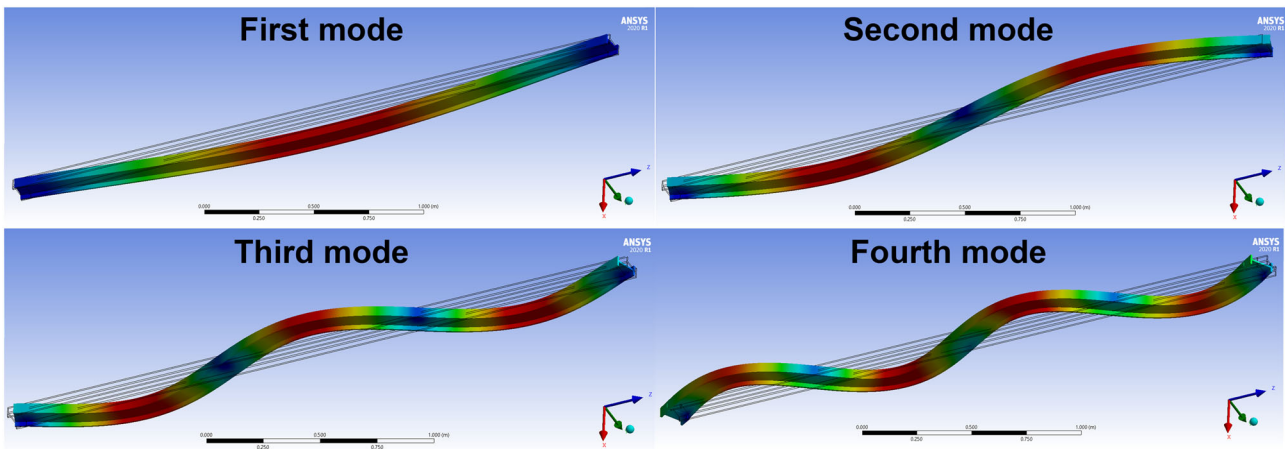 First mode
ANSYS
2020 R1
Z
X
0.000 0.500 1.000 (m)
0.250 0.750
Second mode
ANSYS
2020 R1
Z
X
0.000 0.500 1.000 (m)
0.250 0.750
Third mode
ANSYS
2020 R1
Z
X
0.000 0.500 1.000 (m)
0.250 0.750
Fourth mode
ANSYS
2020 R1
Z
X
0.000 0.500 1.000 (m)
0.250 0.750